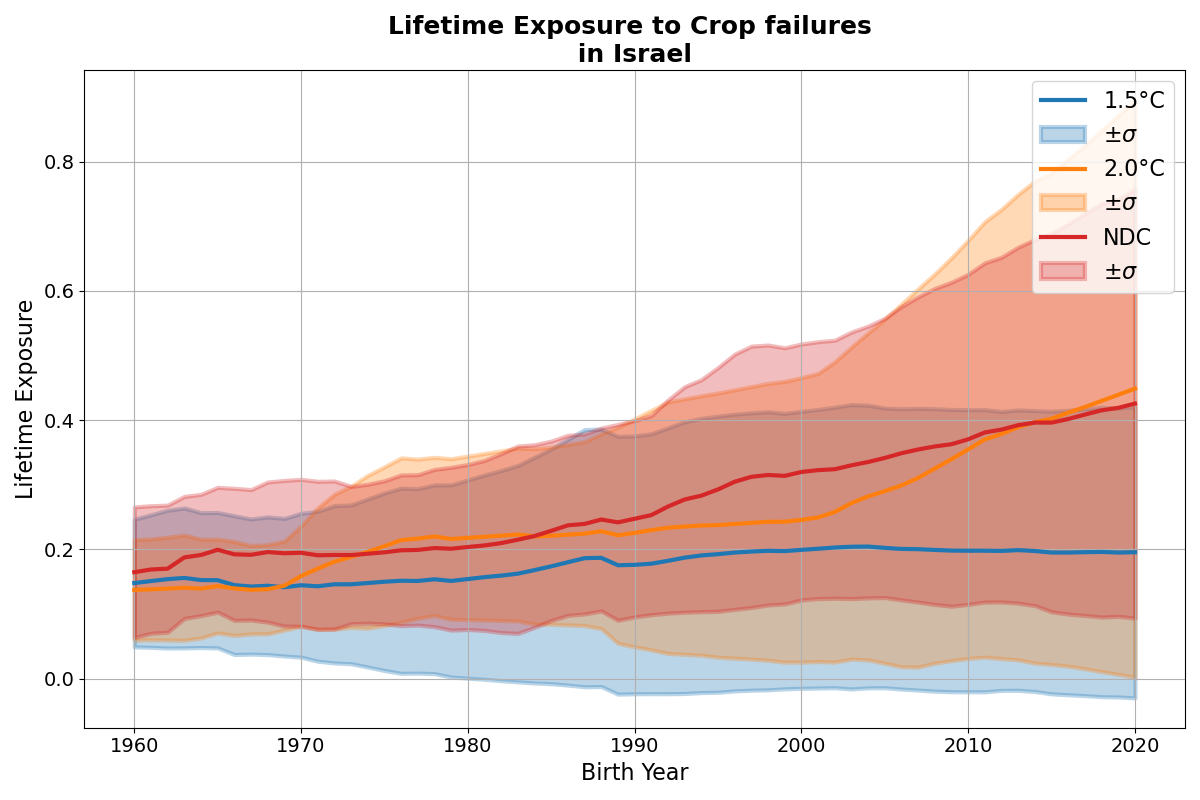 Lifetime Exposure to Crop failures
in Israel
1.5°C
±σ
2.0°C
±σ
NDC
±σ
Lifetime Exposure
0.8
0.6
0.4
0.2
0.0
1960 1970 1980 1990 2000 2010 2020
Birth Year